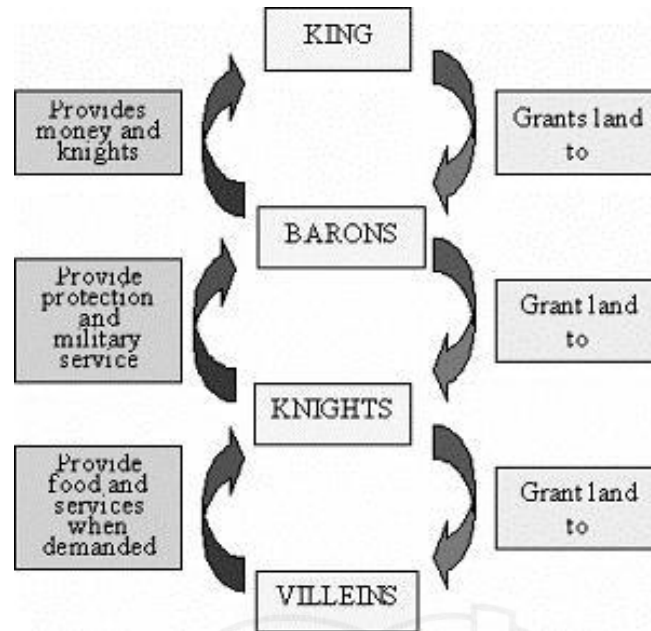 KING
Provides
money and
knights
Grants land
to
BARONS
Provide
protection
and
military
service
Grant land
to
KNIGHTS
Provide
food and
services
when
demanded
Grant land
to
VILLEINS